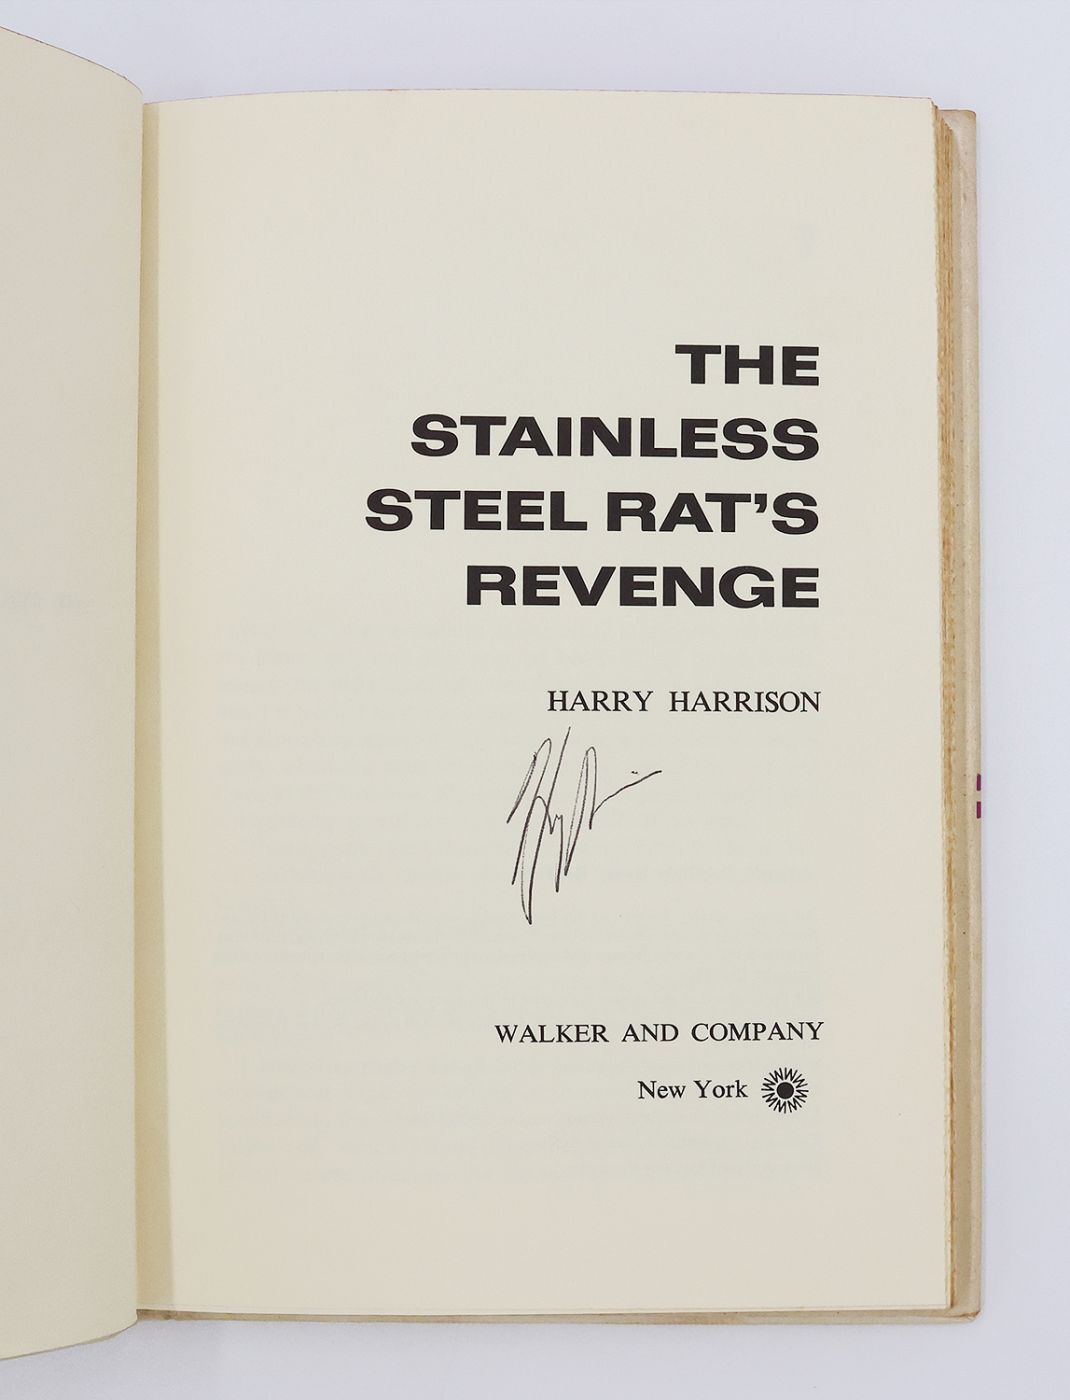 THE
STAINLESS
STEEL RAT'S
REVENGE
HARRY HARRISON
WALKER AND COMPANY
New York